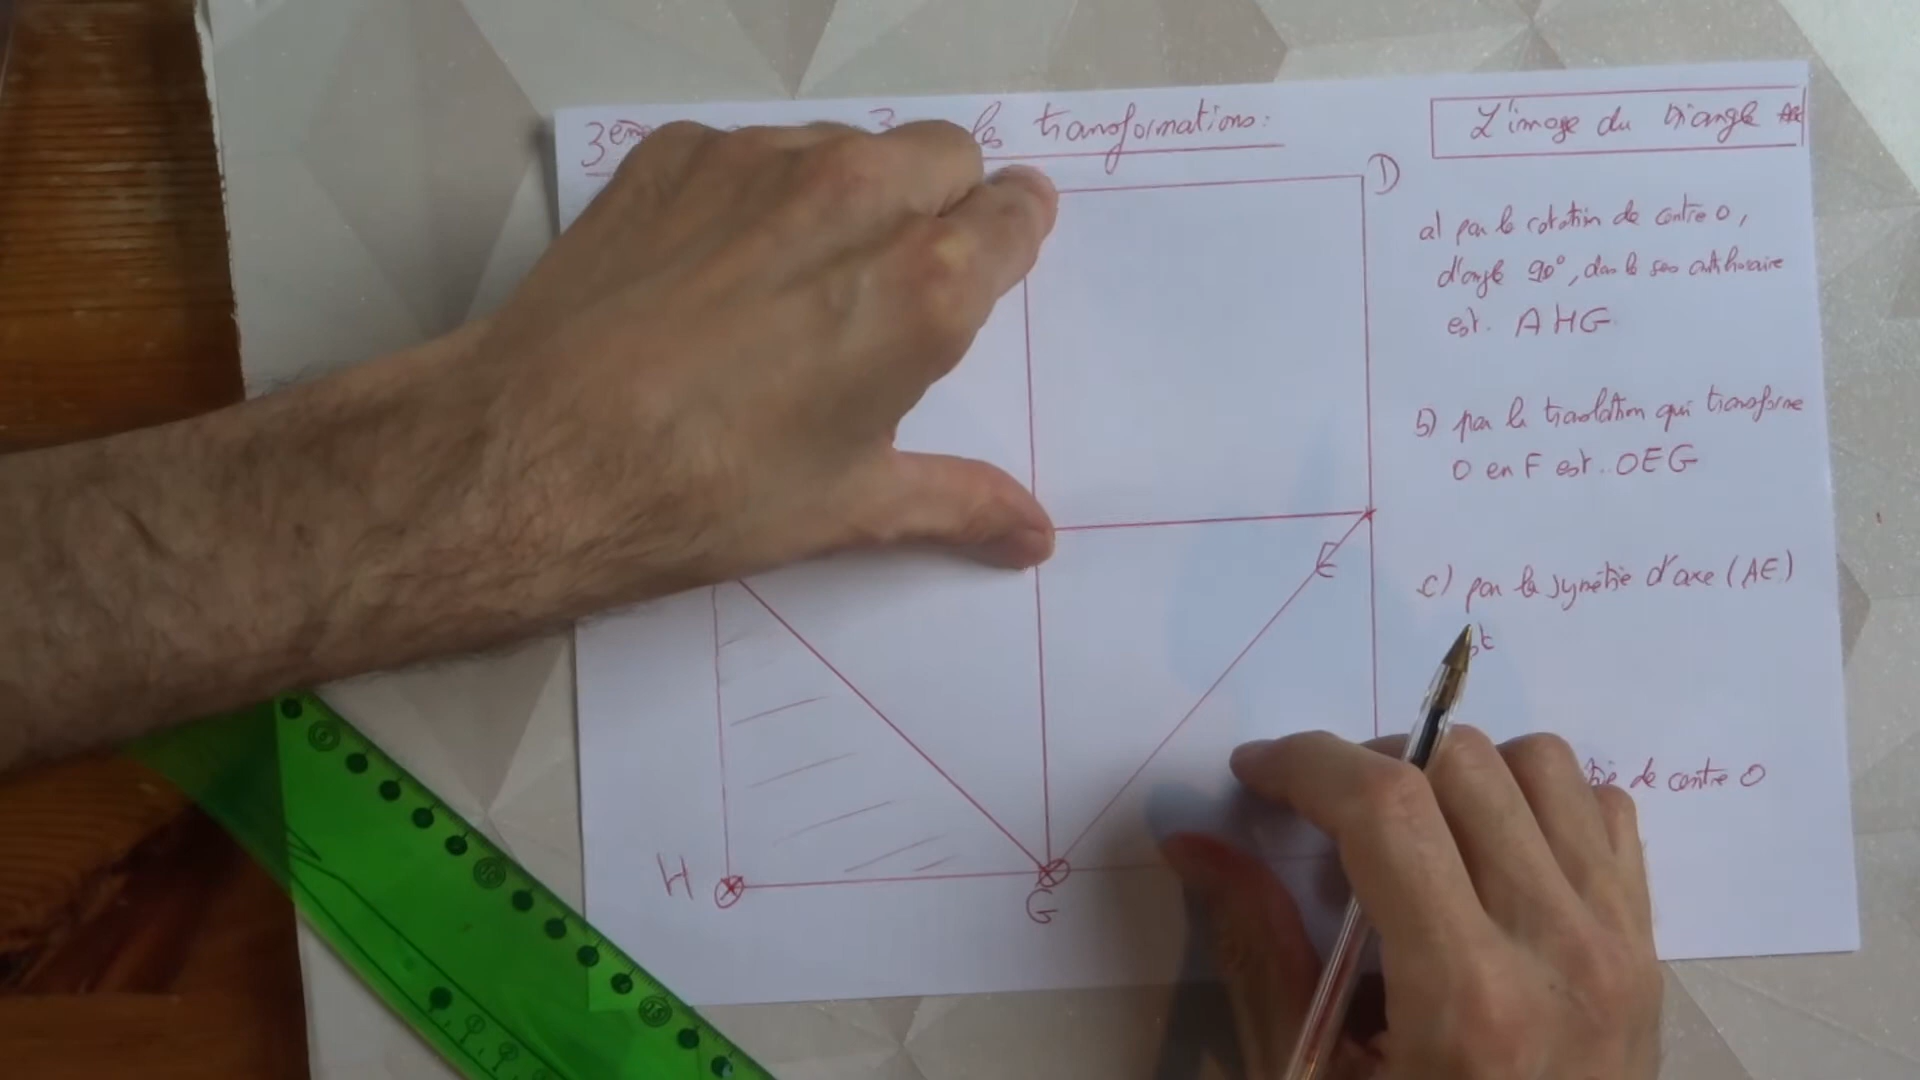 3ème
les transformations:
L'image du triangle
D
a) par la rotation de centre O,
d'angle 90°, dans le sens antihoraire
est. AHG
b) par la translation qui transforme
O en F est. OEG
E
c) par la symétrie d'axe (AE)
de centre O
H
G